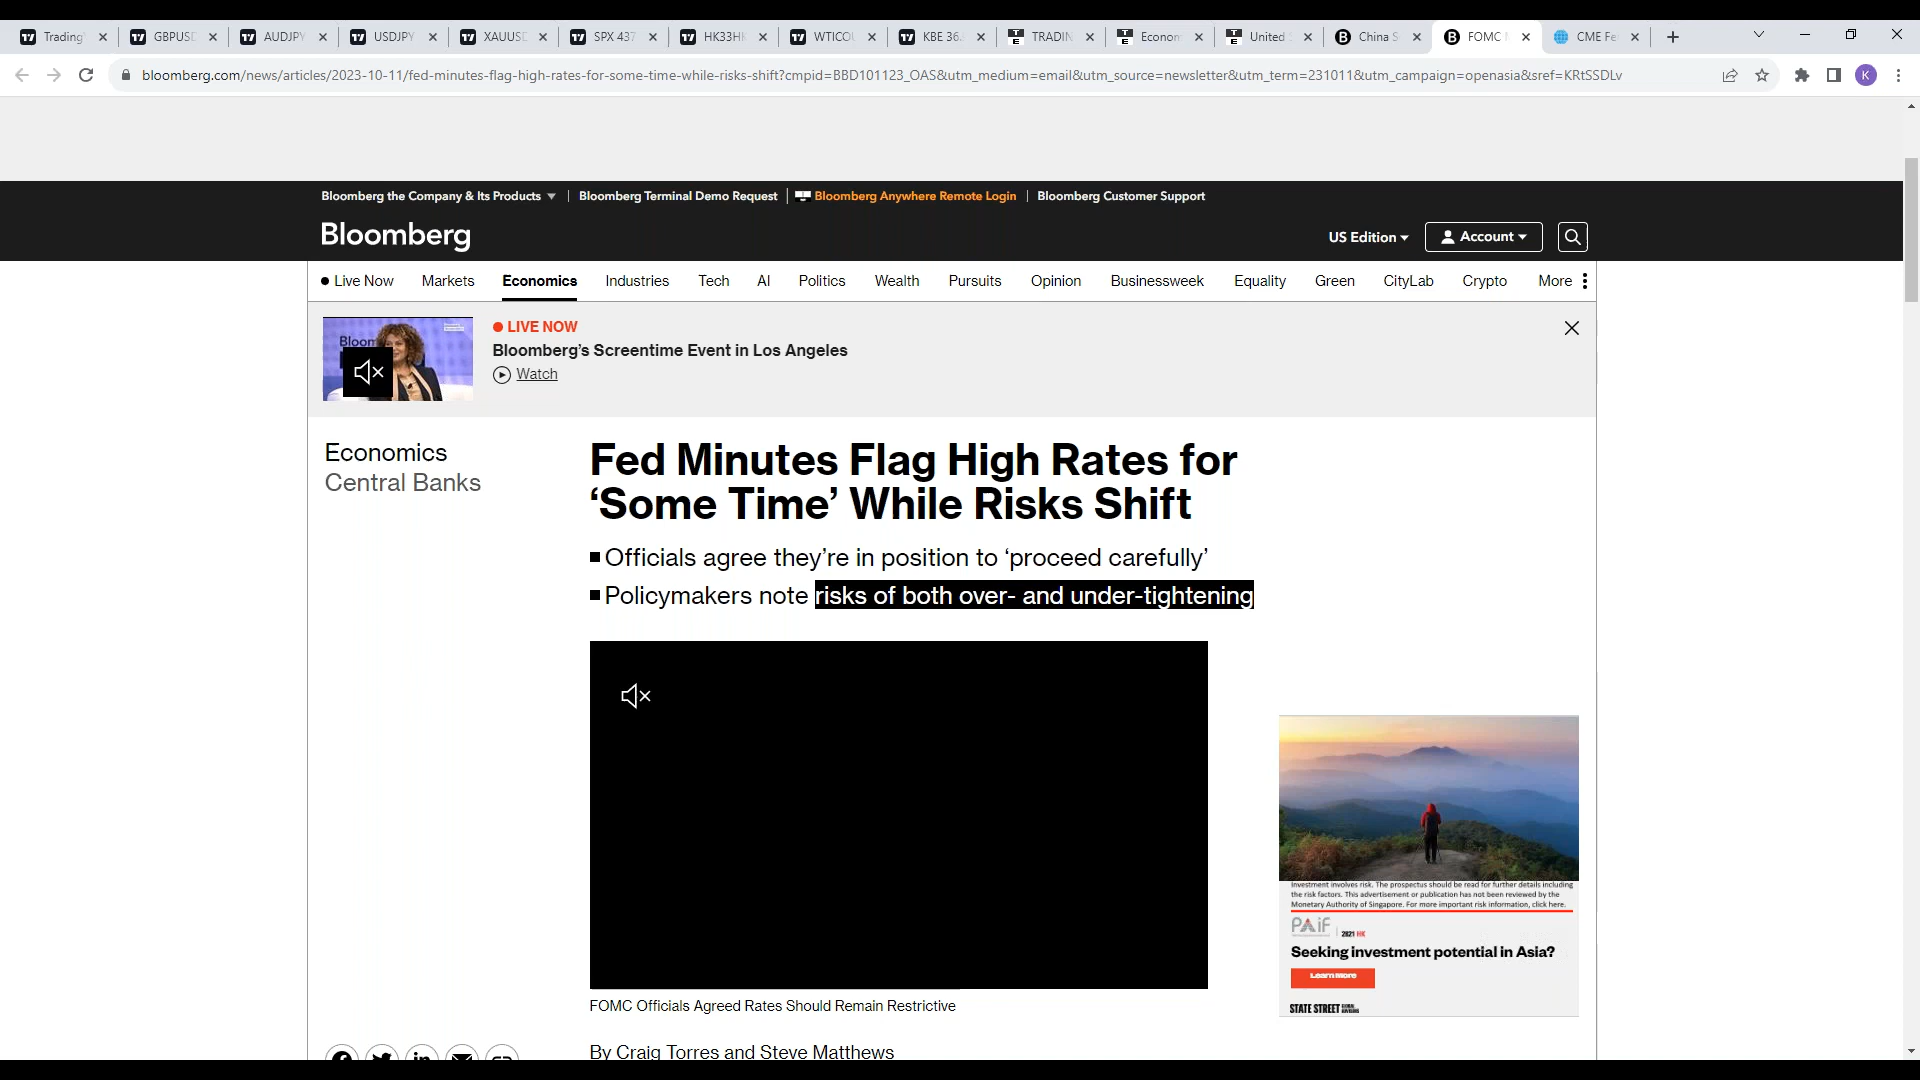 Trading
GBPUSD
AUDJPY
USDJPY
XAUUSD
SPX 437
HK33H
WTICOU
KBE 36.
TRADIN
Econom
United
China S
FOMC
CME Fe
bloomberg.com/news/articles/2023-10-11/fed-minutes-flag-high-rates-for-some-time-while-risks-shift?cmpid=BBD101123_OAS&utm_medium=email&utm_source=newsletter&utm_term=231011&utm_campaign=openasia&sref=KRtSSDLv
K
Bloomberg the Company & Its Products
Bloomberg Terminal Demo Request
Bloomberg Anywhere Remote Login
Bloomberg Customer Support
Bloomberg
US Edition
Account
Live Now
Markets
Economics
Industries
Tech
AI
Politics
Wealth
Pursuits
Opinion
Businessweek
Equality
Green
CityLab
Crypto
More
LIVE NOW
Bloomberg’s Screentime Event in Los Angeles
Watch
Economics
Central Banks
Fed Minutes Flag High Rates for
‘Some Time’ While Risks Shift
Officials agree they’re in position to ‘proceed carefully’
Policymakers note risks of both over- and under-tightening
FOMC Officials Agreed Rates Should Remain Restrictive
By Craig Torres and Steve Matthews
Investment involves risk. The prospectus should be read for further details including
the risk factors. This advertisement or publication has not been reviewed by the
Monetary Authority of Singapore. For more important risk information, click here.
PAiF
2821 HK
Seeking investment potential in Asia?
Learn More
STATE STREET GLOBAL ADVISORS